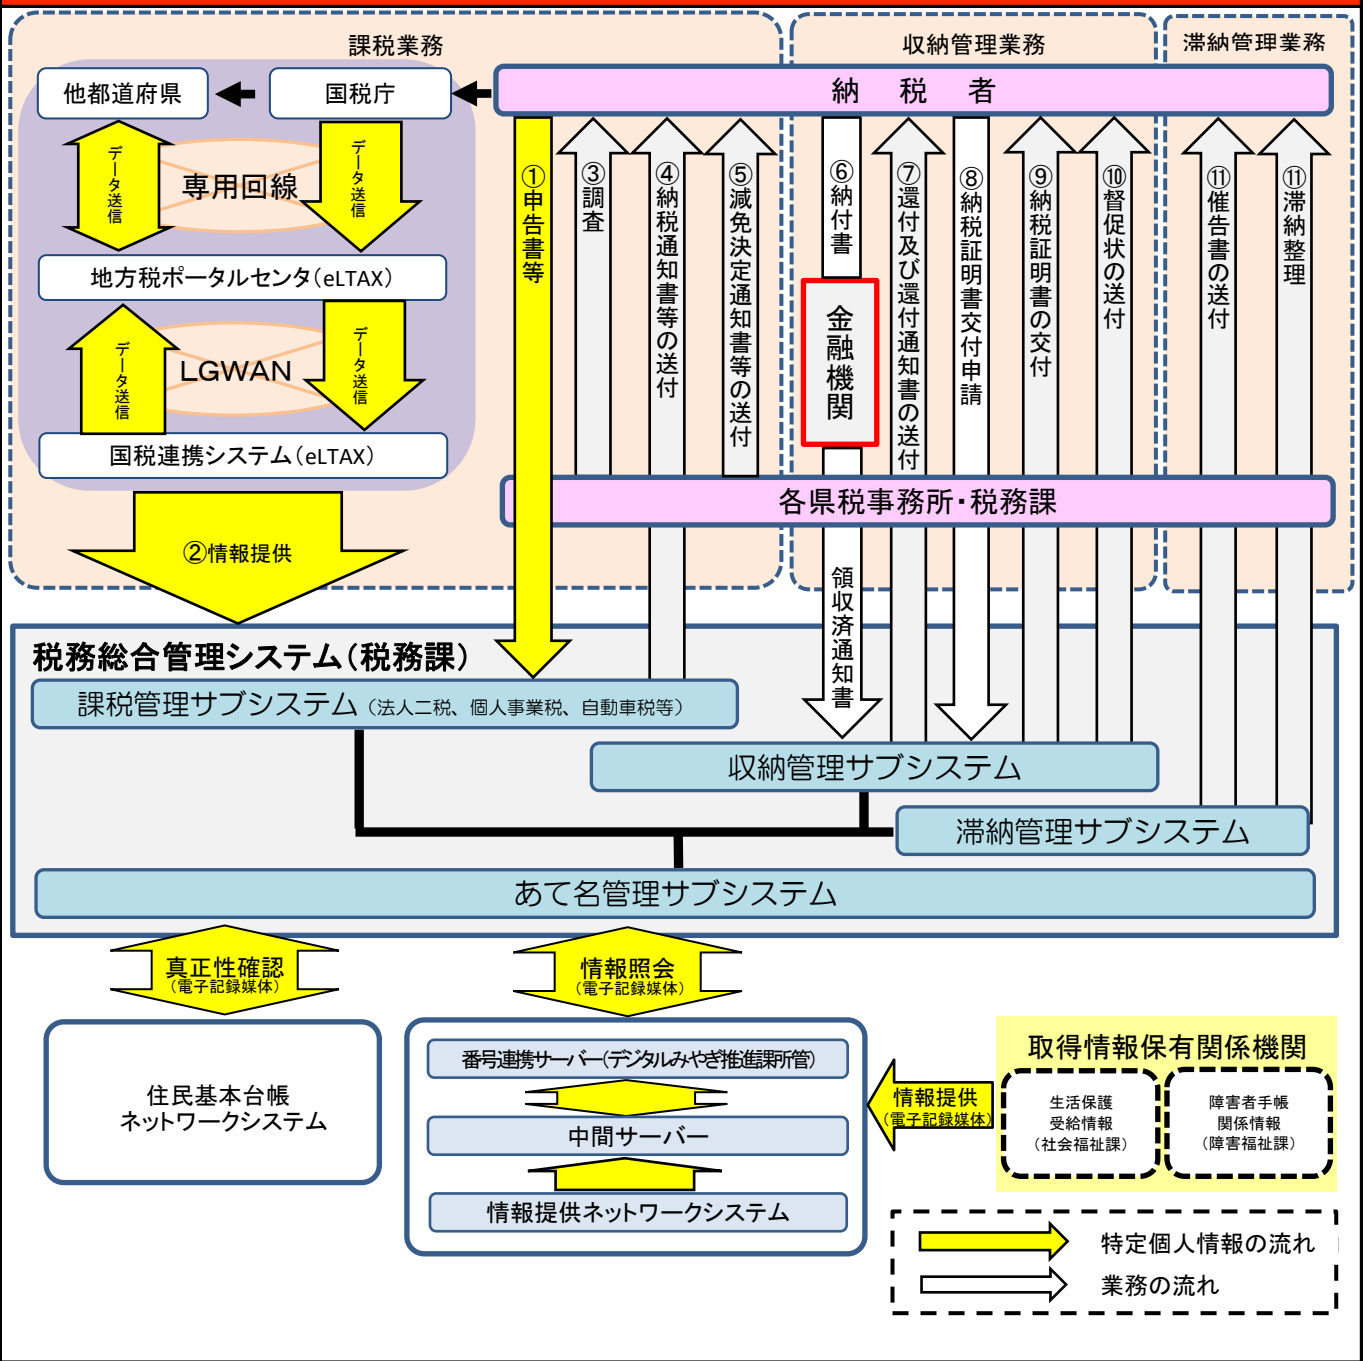 課税業務
収納管理業務
滞納管理業務
他都道府県
国税庁
納　税　者
データ送信
専用回線
データ送信
地方税ポータルセンタ(eLTAX)
データ送信
LGWAN
データ送信
国税連携システム(eLTAX)
②情報提供
①申告書等
③調査
④納税通知書等の送付
⑤減免決定通知書等の送付
⑥納付書
金融機関
⑦還付及び還付通知書の送付
⑧納税証明書交付申請
⑨納税証明書の交付
⑩督促状の送付
⑪催告書の送付
⑪滞納整理
各県税事務所・税務課
領収済通知書
税務総合管理システム(税務課)
課税管理サブシステム（法人二税、個人事業税、自動車税等）
収納管理サブシステム
滞納管理サブシステム
あて名管理サブシステム
真正性確認
（電子記録媒体）
情報照会
（電子記録媒体）
住民基本台帳
ネットワークシステム
番号連携サーバー(デジタルみやぎ推進課所管)
中間サーバー
情報提供ネットワークシステム
情報提供
（電子記録媒体）
取得情報保有関係機関
生活保護
受給情報
（社会福祉課）
障害者手帳
関係情報
（障害福祉課）
特定個人情報の流れ
業務の流れ